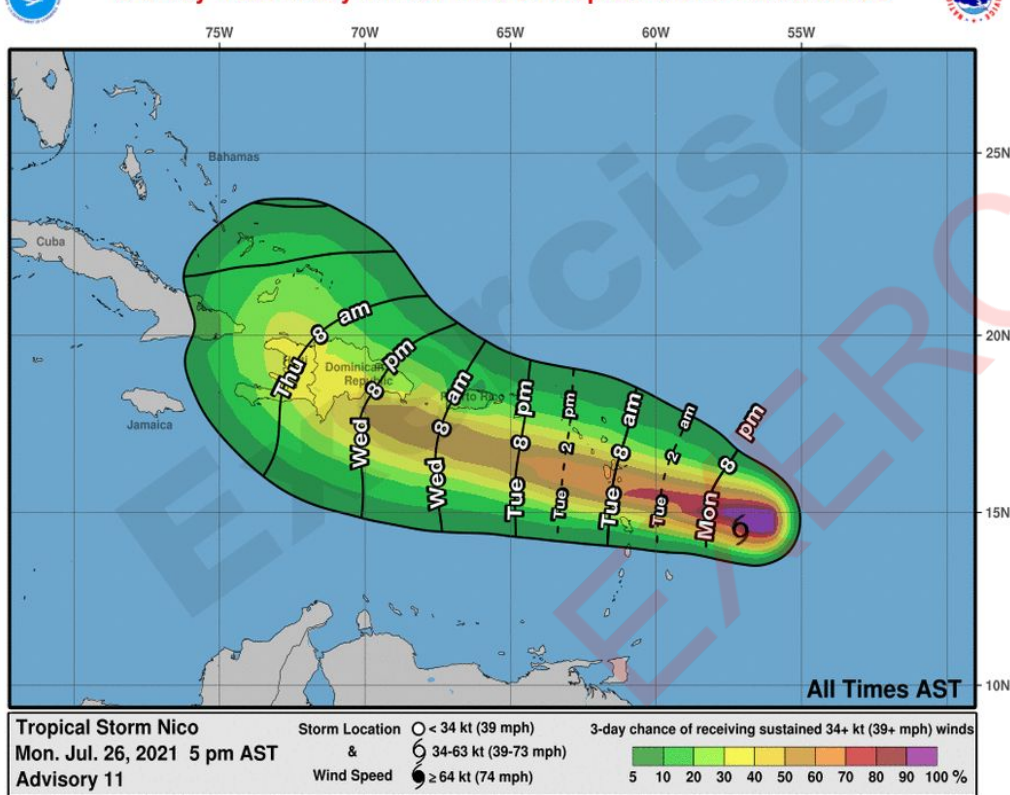 75W 70W 65W 60W 55W
Bahamas
25N
Cuba
20N
Jamaica
Dominican
Republic
Thu 8 am
Wed 8 pm
Wed 8 am
Tue 8 pm
Tue 2 pm
Tue 8 am
Tue 2 am
Mon 8 pm
15N
10N
Exercise
All Times AST
Tropical Storm Nico
Mon. Jul. 26, 2021 5 pm AST
Advisory 11
Storm Location
&
Wind Speed
< 34 kt (39 mph)
34-63 kt (39-73 mph)
≥ 64 kt (74 mph)
3-day chance of receiving sustained 34+ kt (39+ mph) winds
5 10 20 30 40 50 60 70 80 90 100 %